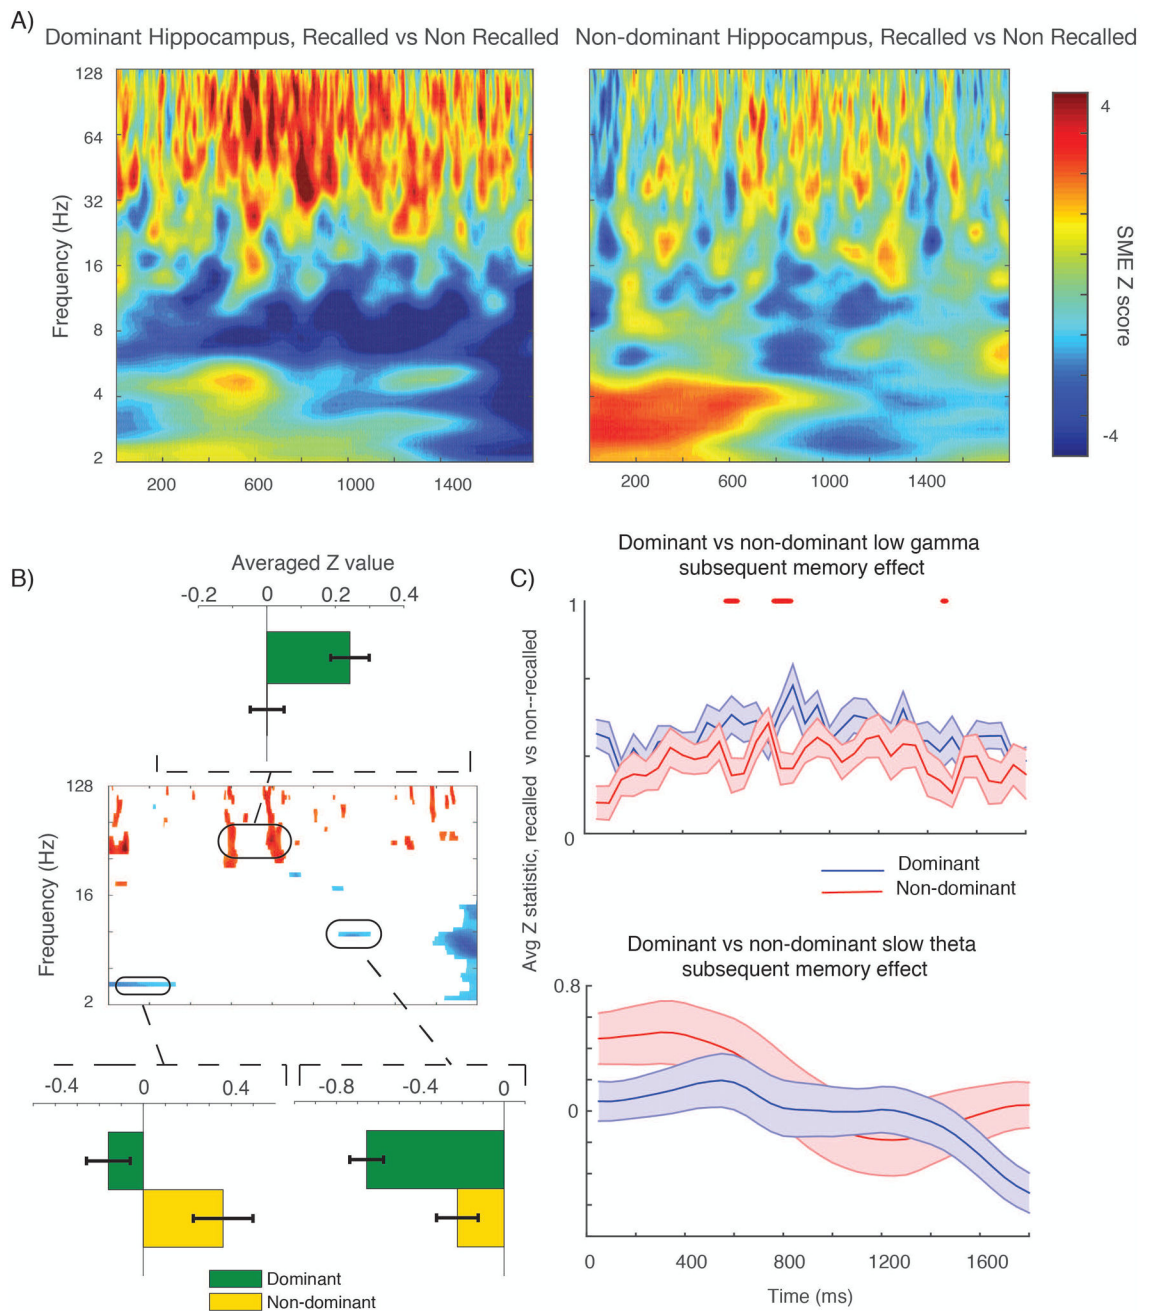 A)
Dominant Hippocampus, Recalled vs Non Recalled
Non-dominant Hippocampus, Recalled vs Non Recalled
Frequency (Hz)
128
64
32
16
8
4
2
200
600
1000
1400
200
600
1000
1400
4
-4
SME Z score
B)
Averaged Z value
-0.2
0
0.2
0.4
Frequency (Hz)
128
16
2
-0.4
0
0.4
-0.8
-0.4
0
Dominant
Non-dominant
C)
Dominant vs non-dominant low gamma
subsequent memory effect
Avg Z statistic, recalled vs non--recalled
1
0
Dominant
Non-dominant
Dominant vs non-dominant slow theta
subsequent memory effect
0.8
0
0
400
800
1200
1600
Time (ms)